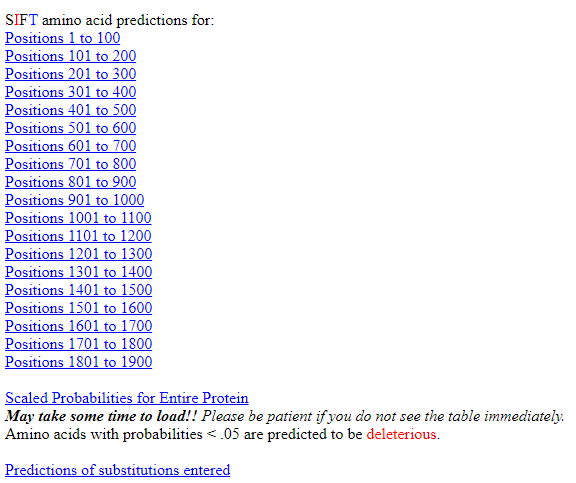 SIFT amino acid predictions for:
Positions 1 to 100
Positions 101 to 200
Positions 201 to 300
Positions 301 to 400
Positions 401 to 500
Positions 501 to 600
Positions 601 to 700
Positions 701 to 800
Positions 801 to 900
Positions 901 to 1000
Positions 1001 to 1100
Positions 1101 to 1200
Positions 1201 to 1300
Positions 1301 to 1400
Positions 1401 to 1500
Positions 1501 to 1600
Positions 1601 to 1700
Positions 1701 to 1800
Positions 1801 to 1900
Scaled Probabilities for Entire Protein
May take some time to load!! Please be patient if you do not see the table immediately.
Amino acids with probabilities < .05 are predicted to be deleterious.
Predictions of substitutions entered